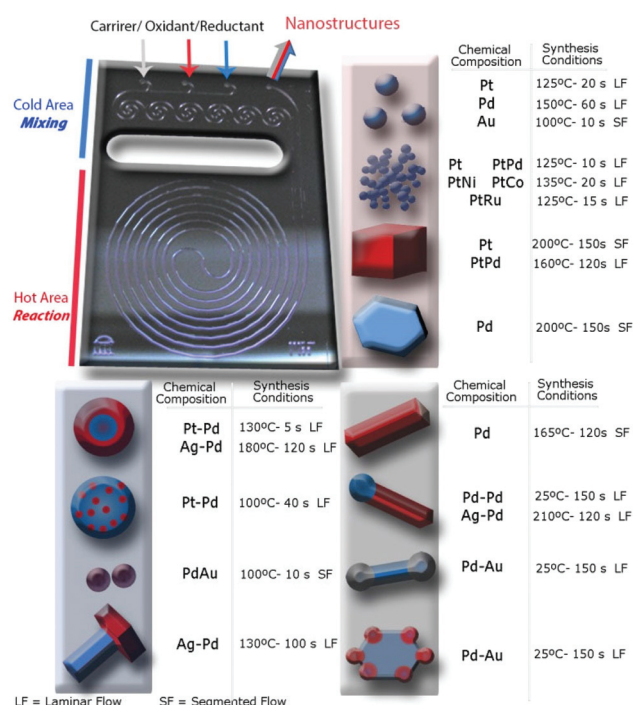 Carrirer/ Oxidant/Reductant
Nanostructures
Cold Area
Mixing
Hot Area
Reaction
Chemical Composition
Synthesis Conditions
Pt 125ºC- 20 s LF
Pd 150ºC- 60 s LF
Au 100ºC- 10 s SF
Pt PtPd 125ºC- 10 s LF
PtNi PtCo 135ºC- 20 s LF
PtRu 125ºC- 15 s LF
Pt 200ºC- 150s SF
PtPd 160ºC- 120s LF
Pd 200ºC- 150s SF
Chemical Composition
Synthesis Conditions
Pt-Pd 130ºC- 5 s LF
Ag-Pd 180ºC- 120 s LF
Pt-Pd 100ºC- 40 s LF
PdAu 100ºC- 10 s SF
Ag-Pd 130ºC- 100 s LF
Chemical Composition
Synthesis Conditions
Pd 165ºC- 120s SF
Pd-Pd 25ºC- 150 s LF
Ag-Pd 210ºC- 120 s LF
Pd-Au 25ºC- 150 s LF
Pd-Au 25ºC- 150 s LF
LF = Laminar Flow SF = Segmented Flow